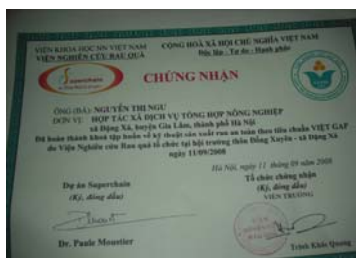 VIỆN KHOA HỌC NN VIỆT NAM
VIỆN NGHIÊN CỨU RAU QUẢ
CỘNG HOÀ XÃ HỘI CHỦ NGHĨA VIỆT NAM
Độc lập - Tự do - Hạnh phúc
Superchain
CHỨNG NHẬN
ÔNG (BÀ): NGUYỄN THỊ NGU
ĐƠN VỊ: HỢP TÁC XÃ DỊCH VỤ TỔNG HỢP NÔNG NGHIỆP
xã Đặng Xá, huyện Gia Lâm, thành phố Hà Nội
Đã hoàn thành khoá tập huấn về kỹ thuật sản xuất rau an toàn theo tiêu chuẩn VIỆT GAP
do Viện Nghiên cứu Rau quả tổ chức tại hội trường thôn Đổng Xuyên - xã Đặng Xá
ngày 11/09/2008
Hà Nội, ngày 11 tháng 09 năm 2008
Dự án Superchain
(Ký, đóng dấu)
Tổ chức chứng nhận
(Ký, đóng dấu)
VIỆN TRƯỞNG
Dr. Paule Moustier
Trịnh Khắc Quang